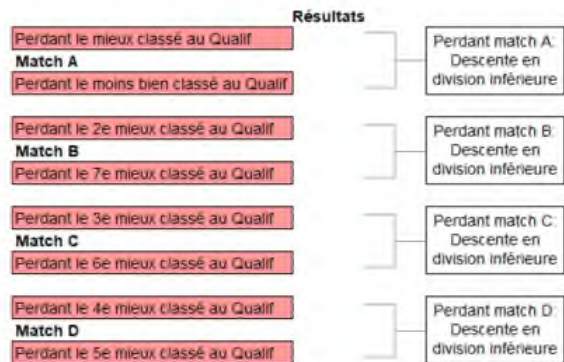 Résultats
Perdant le mieux classé au Qualif
Match A
Perdant le moins bien classé au Qualif
Perdant match A:
Descente en
division inférieure
Perdant le 2e mieux classé au Qualif
Match B
Perdant le 7e mieux classé au Qualif
Perdant match B:
Descente en
division inférieure
Perdant le 3e mieux classé au Qualif
Match C
Perdant le 6e mieux classé au Qualif
Perdant match C:
Descente en
division inférieure
Perdant le 4e mieux classé au Qualif
Match D
Perdant le 5e mieux classé au Qualif
Perdant match D:
Descente en
division inférieure